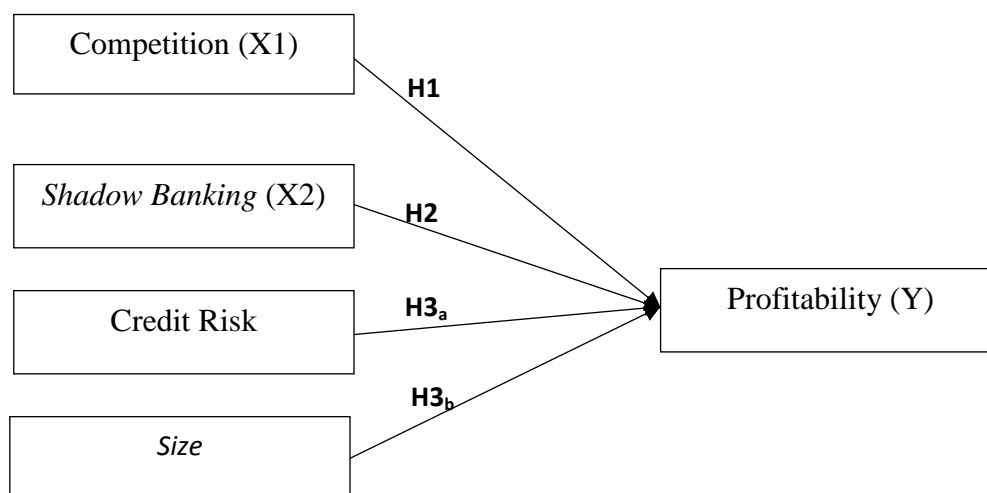 Competition (X1)
H1
Shadow Banking (X2)
H2
Profitability (Y)
Credit Risk
H3a
H3b
Size